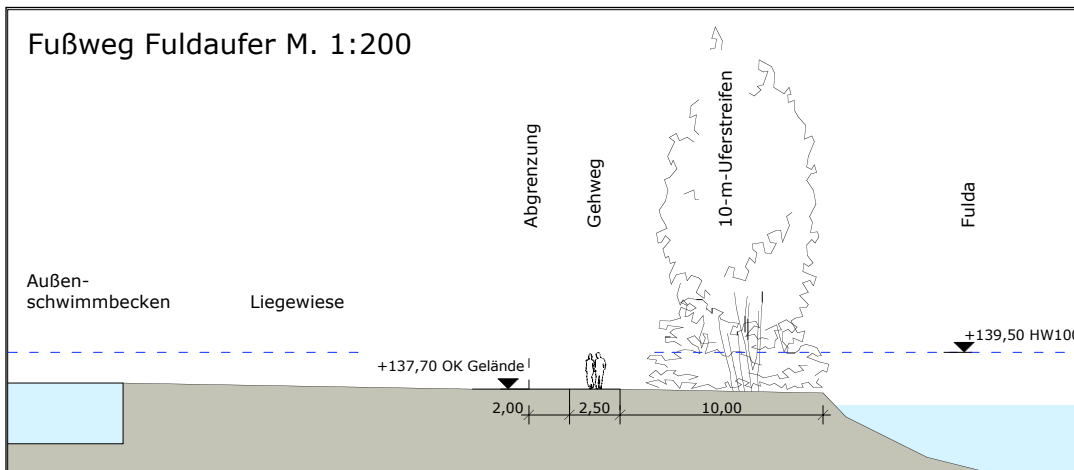 Fußweg Fuldaufer M. 1:200
Abgrenzung
Gehweg
10-m-Uferstreifen
Fulda
Außen-
schwimmbecken
Liegewiese
+139,50 HW100
+137,70 OK Gelände
2,00
2,50
10,00